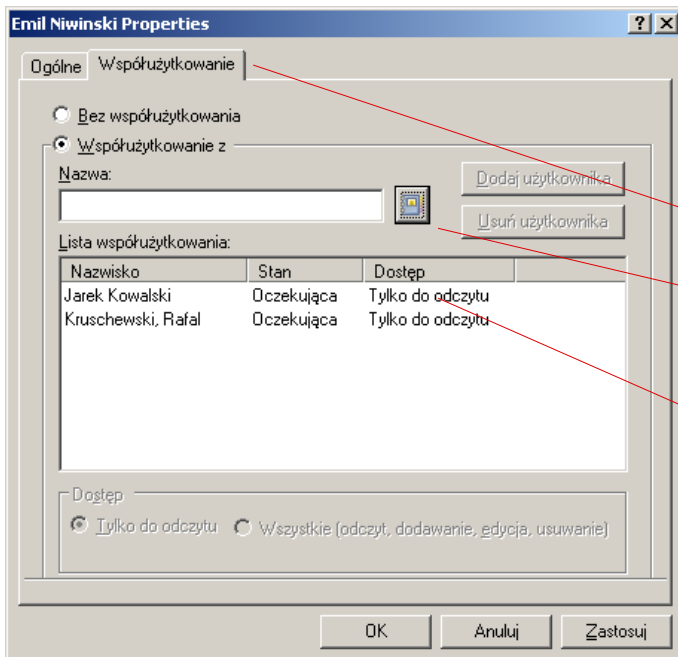 Emil Niwinski Properties
Ogólne Współużytkowanie
Bez współużytkowania
Współużytkowanie z
Nazwa:
Dodaj użytkownika
Usuń użytkownika
Lista współużytkowania:
Nazwisko Stan Dostęp
Jarek Kowalski Oczekująca Tylko do odczytu
Kruschewski, Rafal Oczekująca Tylko do odczytu
Dostęp
Tylko do odczytu Wszystkie (odczyt, dodawanie, edycja, usuwanie)
OK Anuluj Zastosuj